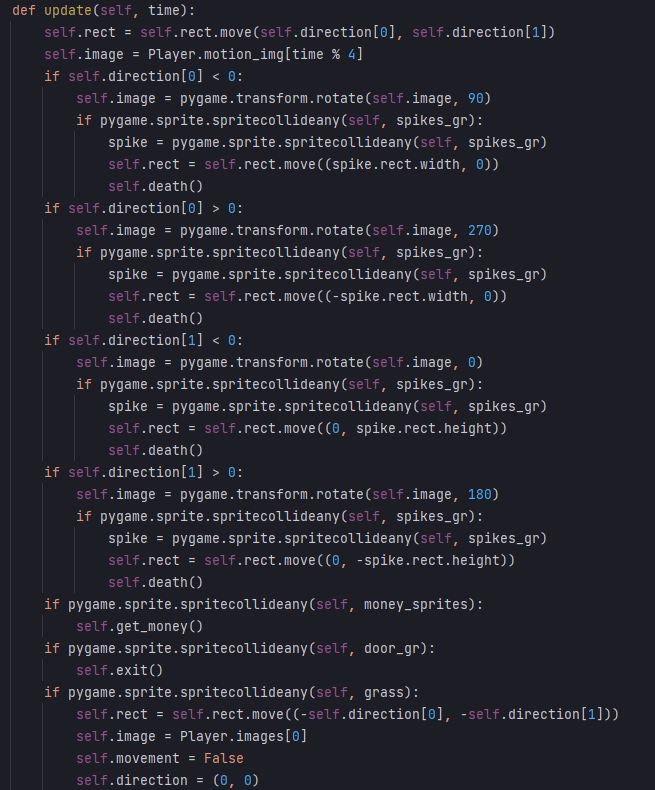 def update(self, time):
    self.rect = self.rect.move(self.direction[0], self.direction[1])
    self.image = Player.motion_img[time % 4]
    if self.direction[0] < 0:
        self.image = pygame.transform.rotate(self.image, 90)
        if pygame.sprite.spritecollideany(self, spikes_gr):
            spike = pygame.sprite.spritecollideany(self, spikes_gr)
            self.rect = self.rect.move((spike.rect.width, 0))
            self.death()
    if self.direction[0] > 0:
        self.image = pygame.transform.rotate(self.image, 270)
        if pygame.sprite.spritecollideany(self, spikes_gr):
            spike = pygame.sprite.spritecollideany(self, spikes_gr)
            self.rect = self.rect.move((-spike.rect.width, 0))
            self.death()
    if self.direction[1] < 0:
        self.image = pygame.transform.rotate(self.image, 0)
        if pygame.sprite.spritecollideany(self, spikes_gr):
            spike = pygame.sprite.spritecollideany(self, spikes_gr)
            self.rect = self.rect.move((0, spike.rect.height))
            self.death()
    if self.direction[1] > 0:
        self.image = pygame.transform.rotate(self.image, 180)
        if pygame.sprite.spritecollideany(self, spikes_gr):
            spike = pygame.sprite.spritecollideany(self, spikes_gr)
            self.rect = self.rect.move((0, -spike.rect.height))
            self.death()
    if pygame.sprite.spritecollideany(self, money_sprites):
        self.get_money()
    if pygame.sprite.spritecollideany(self, door_gr):
        self.exit()
    if pygame.sprite.spritecollideany(self, grass):
        self.rect = self.rect.move((-self.direction[0], -self.direction[1]))
        self.image = Player.images[0]
        self.movement = False
        self.direction = (0, 0)